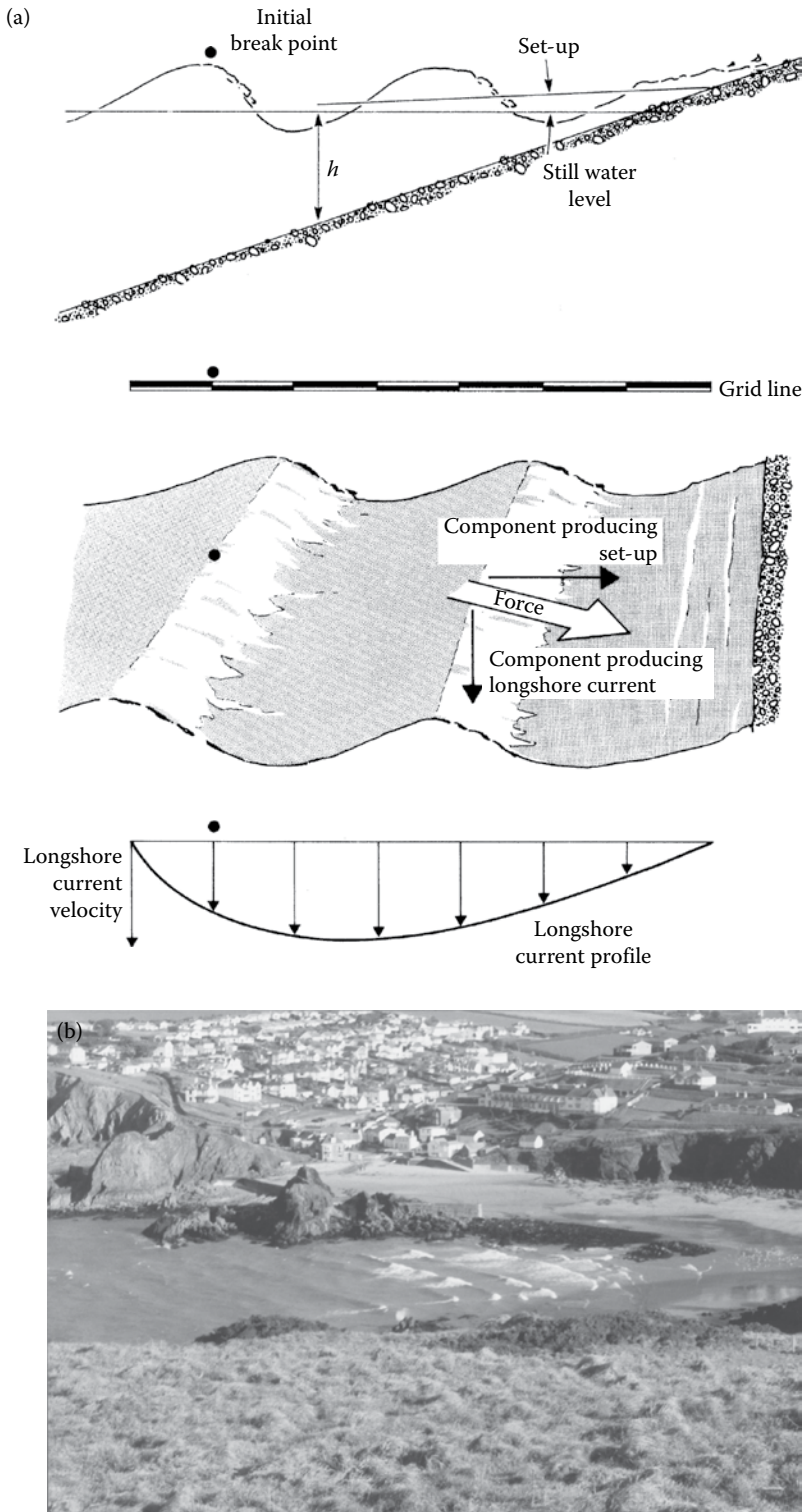 (a)
Initial
break point
Set-up
h
Still water
level
Grid line
Component producing
set-up
Force
Component producing
longshore current
Longshore
current
velocity
Longshore
current profile
(b)